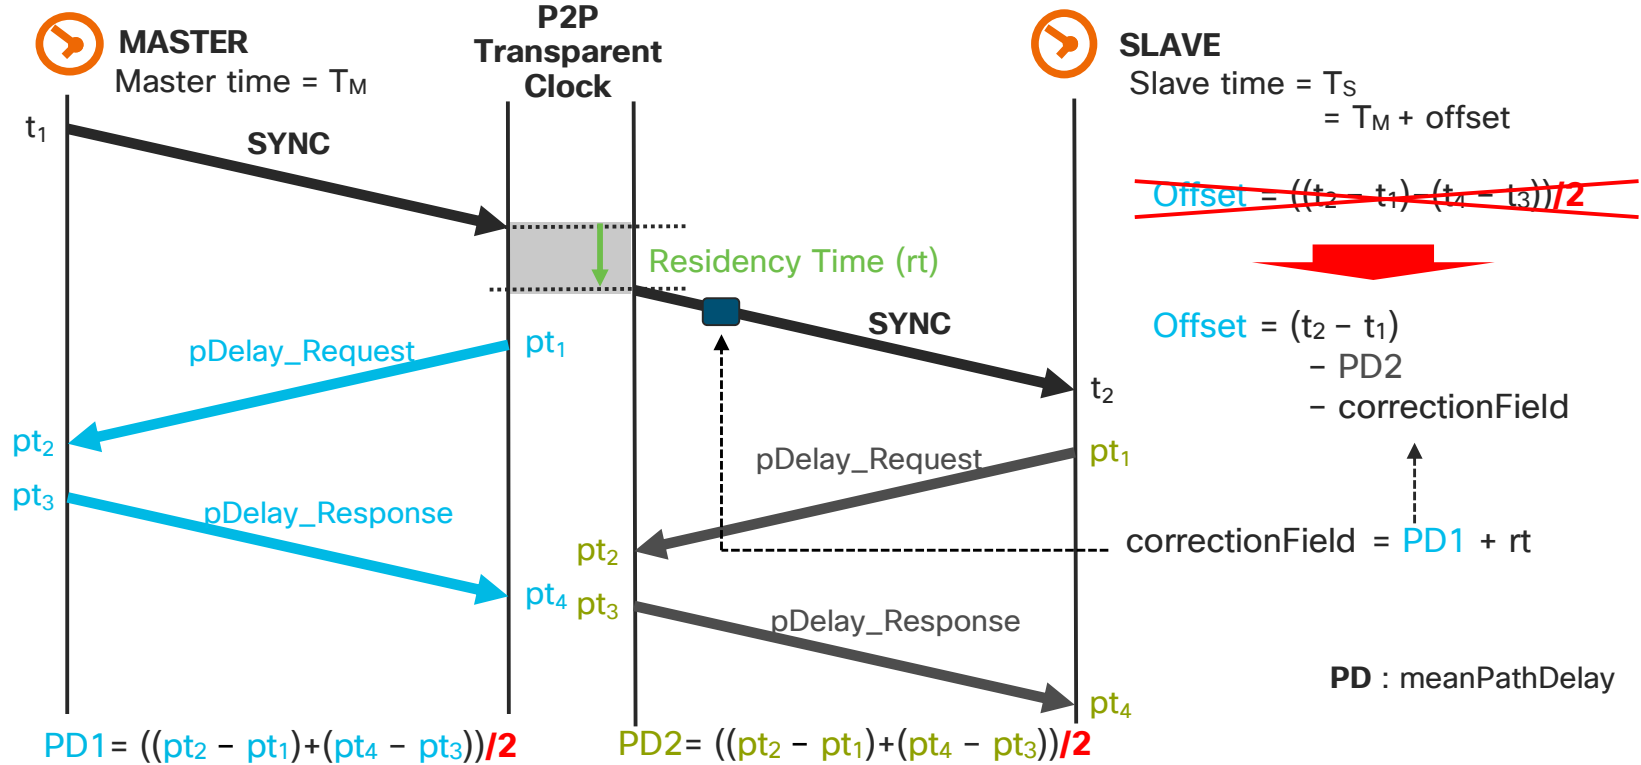 MASTER
Master time = TM
P2P
Transparent
Clock
SLAVE
Slave time = TS
= TM + offset
t1
SYNC
Offset = ((t2 – t1)–(t4 – t3))/2
Residency Time (rt)
SYNC
Offset = (t2 – t1)
– PD2
– correctionField
pDelay_Request
pt1
t2
pt2
pDelay_Request
pt1
pt3
pDelay_Response
pt2
correctionField = PD1 + rt
pt4
pt3
pDelay_Response
PD : meanPathDelay
pt4
PD1= ((pt2 – pt1)+(pt4 – pt3))/2
PD2= ((pt2 – pt1)+(pt4 – pt3))/2